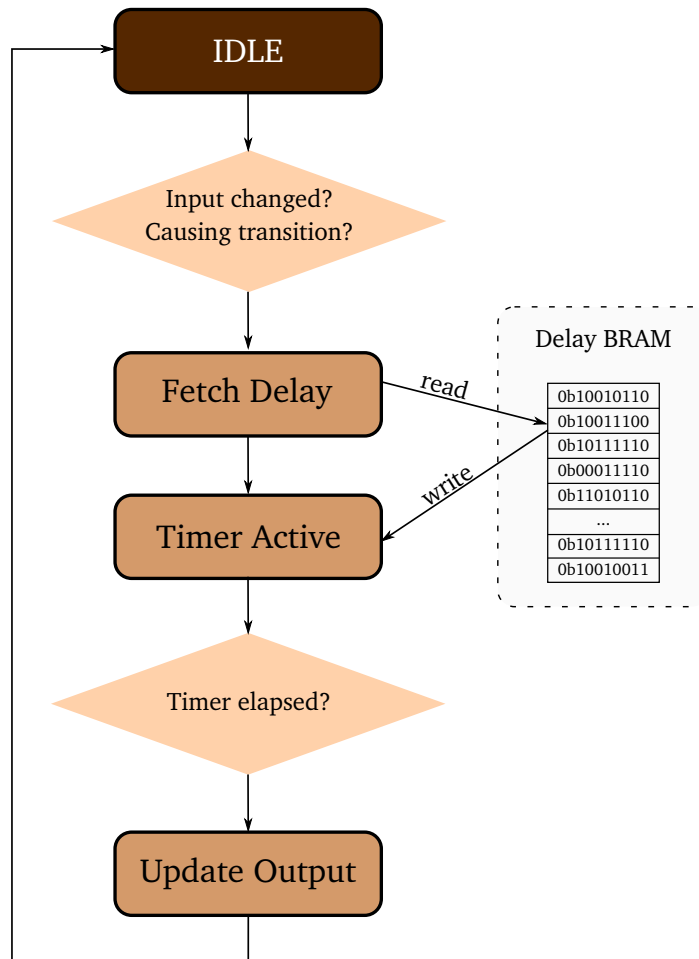 IDLE
Input changed?
Causing transition?
Delay BRAM
Fetch Delay
read
0b10010110
0b10011100
0b10111110
0b00011110
write
0b11010110
Timer Active
...
0b10111110
0b10010011
Timer elapsed?
Update Output